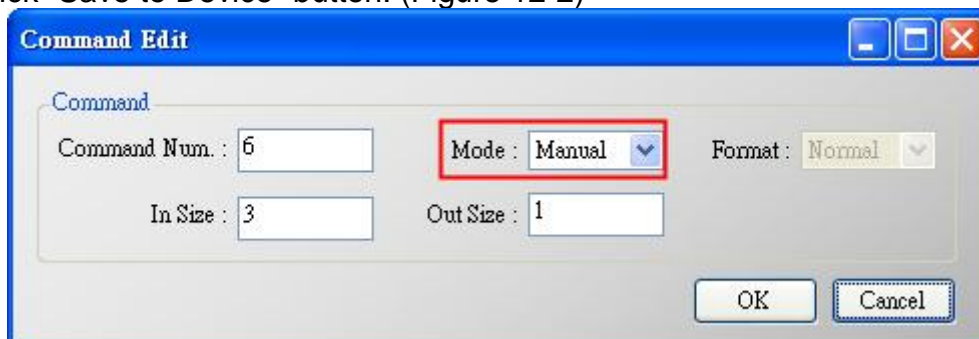 "Save to Device" button. (Figure 12-2)
Command Edit
Command
Command Num. : 6 Mode : Manual Format : Normal
In Size : 3 Out Size : 1
OK Cancel